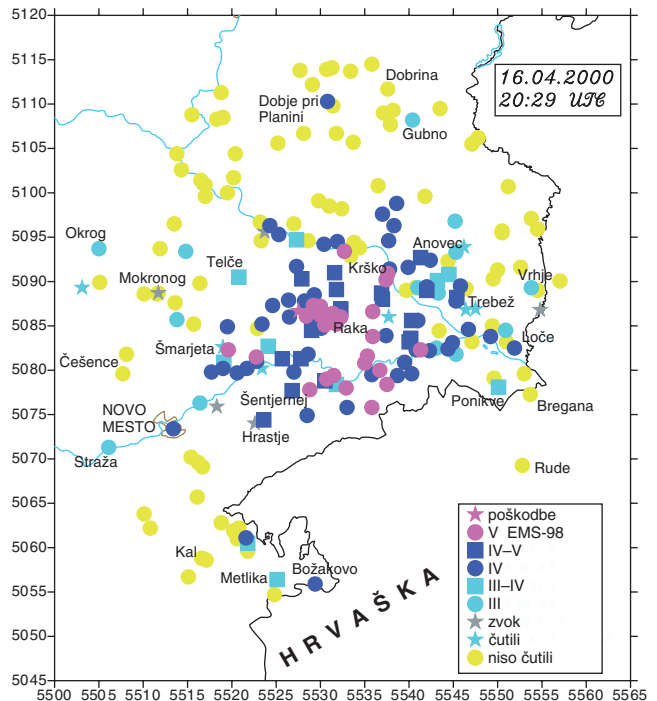 5120
5115
5110
5105
5100
5095
5090
5085
5080
5075
5070
5065
5060
5055
5050
5045
5500 5505 5510 5515 5520 5525 5530 5535 5540 5545 5550 5555 5560 5565
16.04.2000
20:29 UTC
Dobrina
Dobje pri
Planini
Gubno
Okrog
Telče
Anovec
Krško
Mokronog
Vrhje
Trebež
Raka
Loče
Šmarjeta
Češence
Šentjernej
Ponikve
Bregana
NOVO
MESTO
Hrastje
Straža
Rude
Kal
Metlika
Božakovo
HRVAŠKA
poškodbe
V EMS-98
IV–V
IV
III–IV
III
zvok
čutili
niso čutili